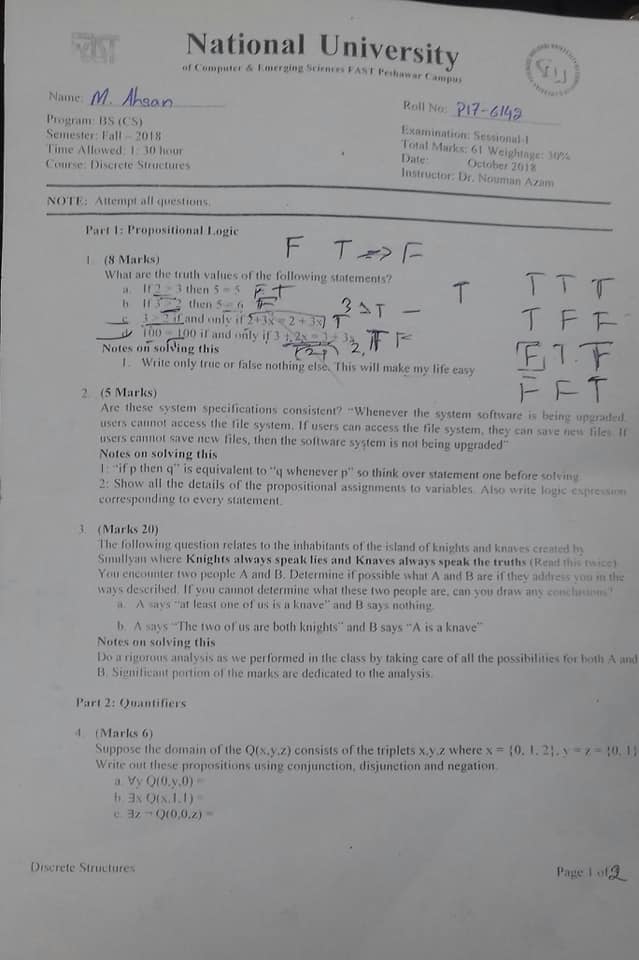 National University
of Computer & Emerging Sciences FAST Peshawar Campus
Name: M. Ahsan
Roll No: P17-6142
Program: BS (CS)
Semester: Fall – 2018
Time Allowed: 1: 30 hour
Course: Discrete Structures
Examination: Sessional-I
Total Marks: 61 Weightage: 30%
Date: October 2018
Instructor: Dr. Nouman Azam
NOTE: Attempt all questions.
Part 1: Propositional Logic
F T => F
1. (8 Marks)
What are the truth values of the following statements?
a. If 2 > 3 then 5 = 5 F T
b. If 3 > 2 then 5 = 6
c. 3 > 2 if and only if 2+3x = 2 + 3x T
d. 100 = 100 if and only if 3 + 2x = 3 + 3x
T T T T
T F F
F T F
F F T
Notes on solving this
1. Write only true or false nothing else. This will make my life easy
2. (5 Marks)
Are these system specifications consistent? "Whenever the system software is being upgraded,
users cannot access the file system. If users can access the file system, they can save new files. If
users cannot save new files, then the software system is not being upgraded"
Notes on solving this
1: "if p then q" is equivalent to "q whenever p" so think over statement one before solving.
2: Show all the details of the propositional assignments to variables. Also write logic expression
corresponding to every statement.
3. (Marks 20)
The following question relates to the inhabitants of the island of knights and knaves created by
Smullyan where Knights always speak lies and Knaves always speak the truths (Read this twice)
You encounter two people A and B. Determine if possible what A and B are if they address you in the
ways described. If you cannot determine what these two people are, can you draw any conclusions?
a. A says "at least one of us is a knave" and B says nothing.
b. A says "The two of us are both knights" and B says "A is a knave"
Notes on solving this
Do a rigorous analysis as we performed in the class by taking care of all the possibilities for both A and
B. Significant portion of the marks are dedicated to the analysis.
Part 2: Quantifiers
4. (Marks 6)
Suppose the domain of the Q(x,y,z) consists of the triplets x,y,z where x = {0, 1, 2}, y = z = {0, 1}
Write out these propositions using conjunction, disjunction and negation.
a. ∀y Q(0,y,0) =
b. ∃x Q(x,1,1) =
c. ∃z ¬ Q(0,0,z) =
Discrete Structures
Page 1 of 2